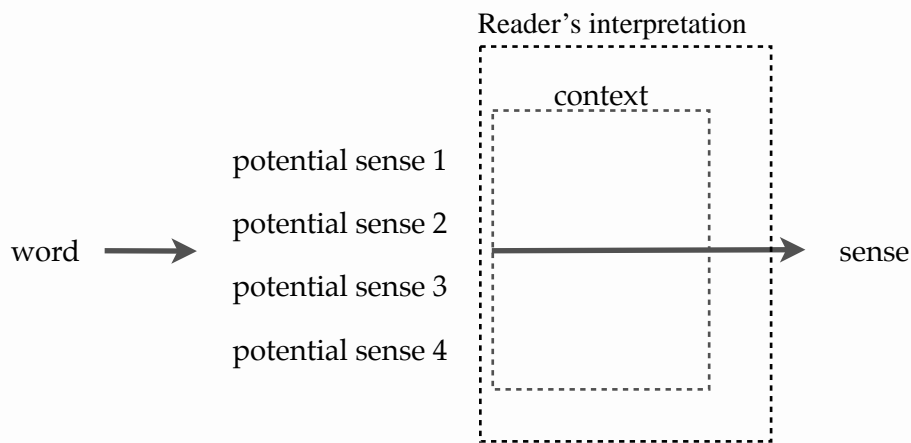 Reader’s interpretation
context
potential sense 1
potential sense 2
word
sense
potential sense 3
potential sense 4